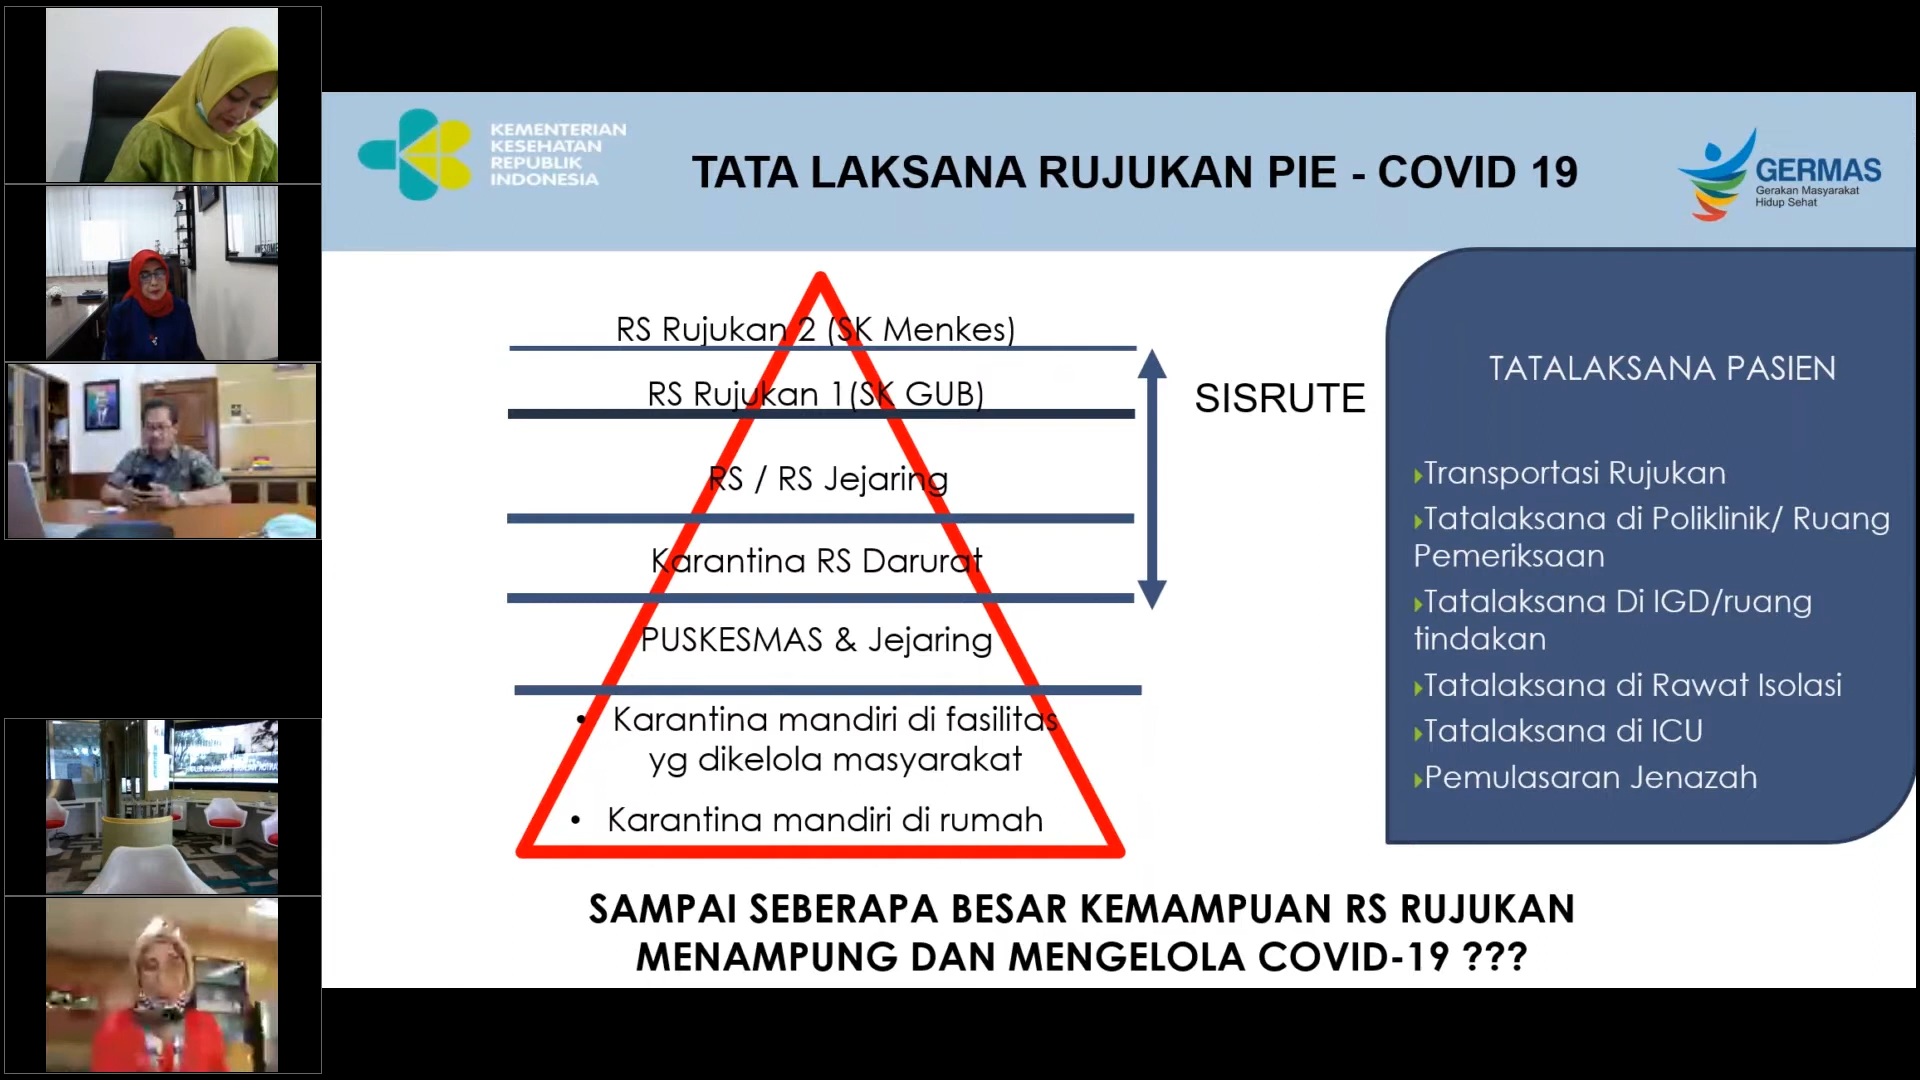 KEMENTERIAN
KESEHATAN
REPUBLIK
INDONESIA
TATA LAKSANA RUJUKAN PIE - COVID 19
GERMAS
Gerakan Masyarakat
Hidup Sehat
RS Rujukan 2 (SK Menkes)
RS Rujukan 1(SK GUB)
RS / RS Jejaring
Karantina RS Darurat
PUSKESMAS & Jejaring
• Karantina mandiri di fasilitas
yg dikelola masyarakat
• Karantina mandiri di rumah
SISRUTE
TATALAKSANA PASIEN
Transportasi Rujukan
Tatalaksana di Poliklinik/ Ruang
Pemeriksaan
Tatalaksana Di IGD/ruang
tindakan
Tatalaksana di Rawat Isolasi
Tatalaksana di ICU
Pemulasaran Jenazah
SAMPAI SEBERAPA BESAR KEMAMPUAN RS RUJUKAN
MENAMPUNG DAN MENGELOLA COVID-19 ???